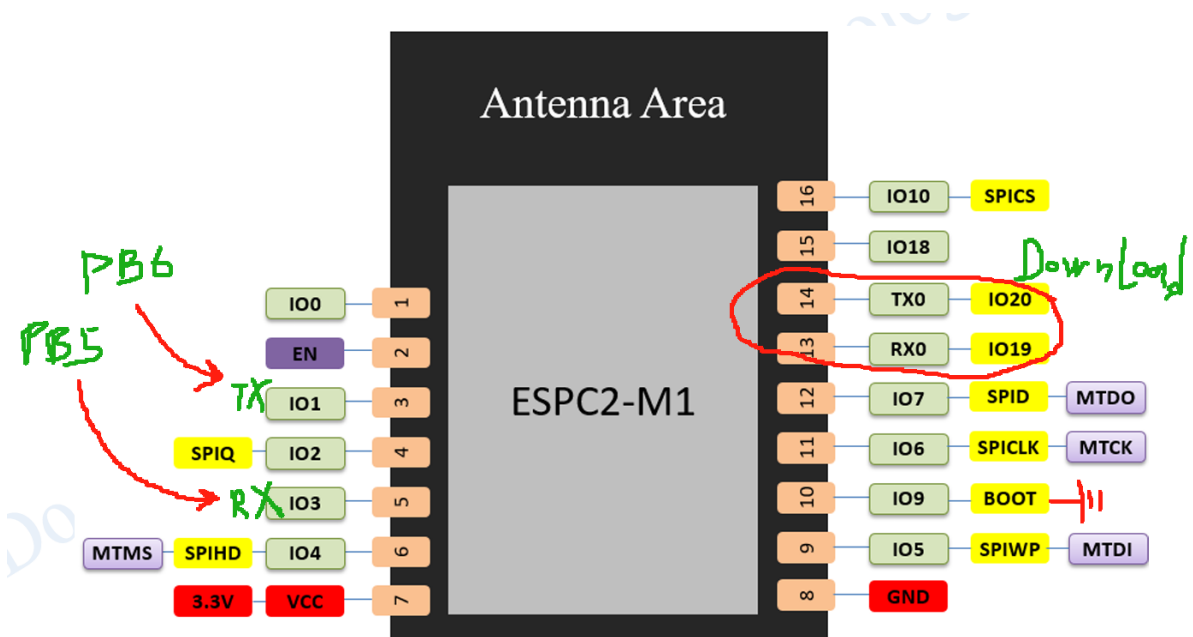 Antenna Area
ESPC2-M1
PB6
PB5
IO0 1
EN 2
TX IO1 3
SPIQ IO2 4
RX IO3 5
MTMS SPIHD IO4 6
3.3V VCC 7
16 IO10 SPICS
15 IO18
DownLoad
14 TX0 IO20
13 RX0 IO19
12 IO7 SPID MTDO
11 IO6 SPICLK MTCK
10 IO9 BOOT
9 IO5 SPIWP MTDI
8 GND
Do